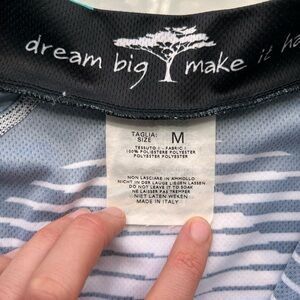 dream big make it ha
TAGLIA:
SIZE M
TESSUTO / FABRIC /
100% POLIESTERE POLYESTER
POLYESTER POLYESTER
NON LASCIARE IN AMMOLLO
NICHT IN DER LAUGE LIEGEN LASSEN
DO NOT LEAVE IT TO SOAK
NE LAISSER PAS TREMPER
NIET LATEN WEKEN
MADE IN ITALY